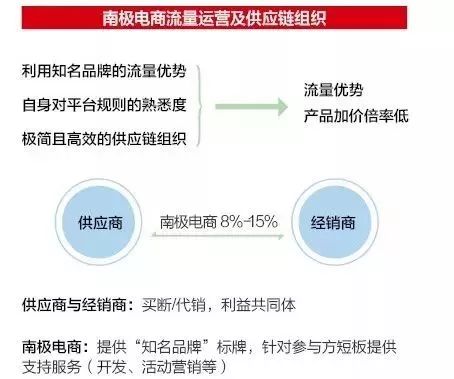 南极电商流量运营及供应链组织
利用知名品牌的流量优势
自身对平台规则的熟悉度
极简且高效的供应链组织
流量优势
产品加价倍率低
供应商
南极电商8%-15%
经销商
供应商与经销商：买断/代销，利益共同体
南极电商：提供“知名品牌”标牌，针对参与方短板提供
支持服务（开发、活动营销等）